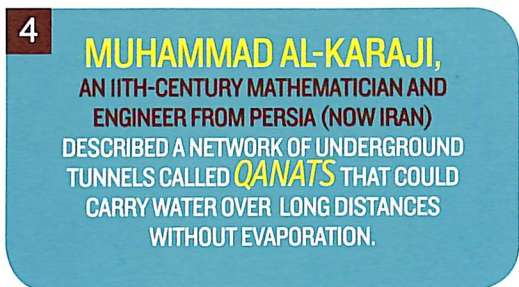 4
MUHAMMAD AL-KARAJI,
AN 11TH-CENTURY MATHEMATICIAN AND
ENGINEER FROM PERSIA (NOW IRAN)
DESCRIBED A NETWORK OF UNDERGROUND
TUNNELS CALLED QANATS THAT COULD
CARRY WATER OVER LONG DISTANCES
WITHOUT EVAPORATION.